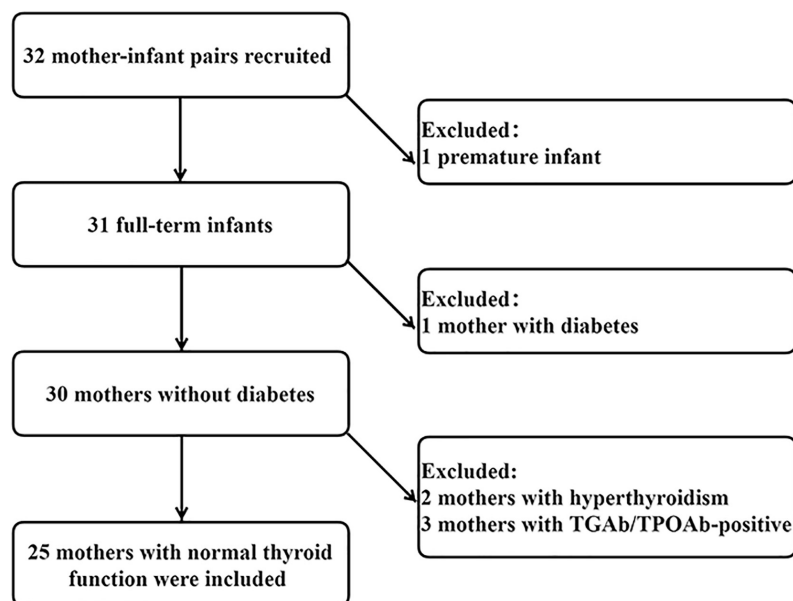 32 mother-infant pairs recruited
Excluded:
1 premature infant
31 full-term infants
Excluded:
1 mother with diabetes
30 mothers without diabetes
Excluded:
2 mothers with hyperthyroidism
3 mothers with TGAb/TPOAb-positive
25 mothers with normal thyroid
function were included